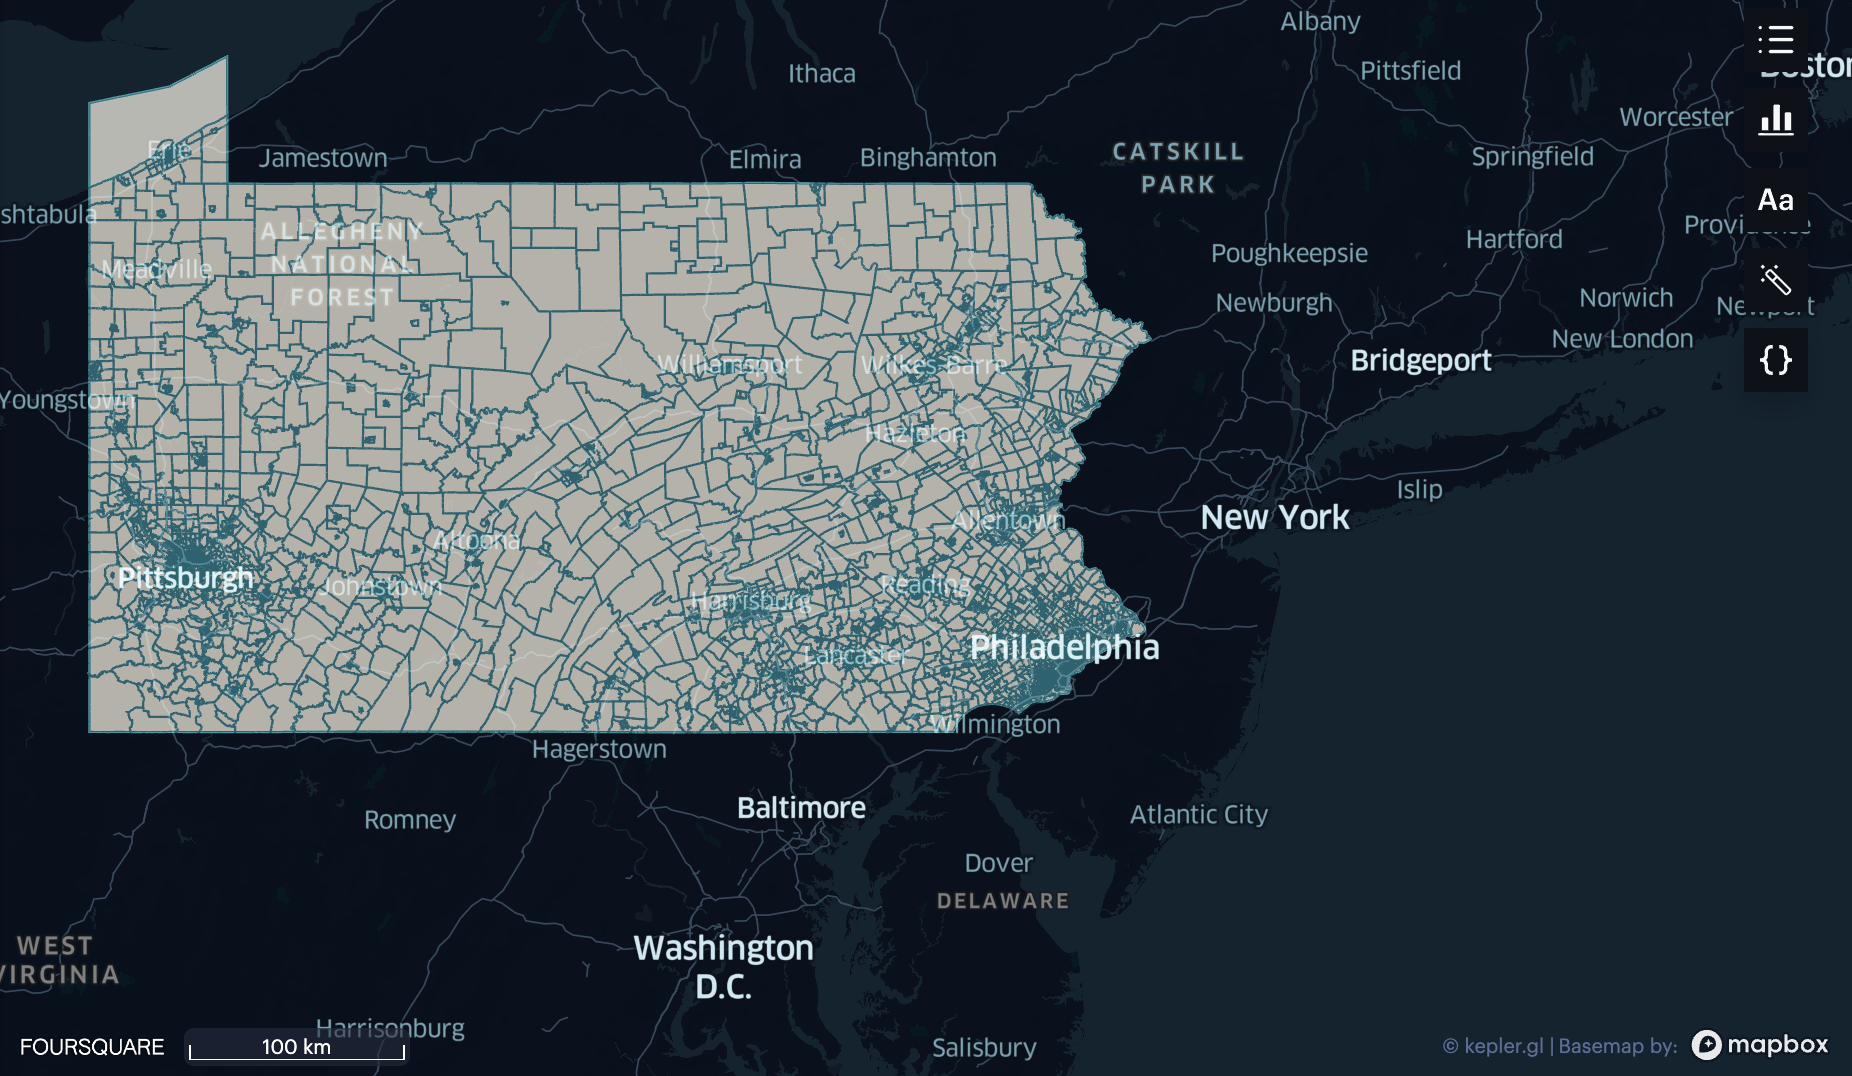 Albany
Ithaca
Pittsfield
Boston
Worcester
Erie
Jamestown
Elmira
Binghamton
CATSKILL
PARK
Springfield
Aa
shtabula
ALLEGHENY
NATIONAL
FOREST
Providence
Hartford
Poughkeepsie
Meadville
Newburgh
Norwich
Newport
New London
{}
Bridgeport
Williamsport
Wilkes-Barre
Youngstown
Hazleton
Islip
New York
Allentown
Altoona
Pittsburgh
Johnstown
Reading
Harrisburg
Philadelphia
Lancaster
Wilmington
Hagerstown
Baltimore
Romney
Atlantic City
Dover
DELAWARE
WEST
VIRGINIA
Washington
D.C.
Harrisonburg
Salisbury
FOURSQUARE
100 km
© kepler.gl | Basemap by:
mapbox